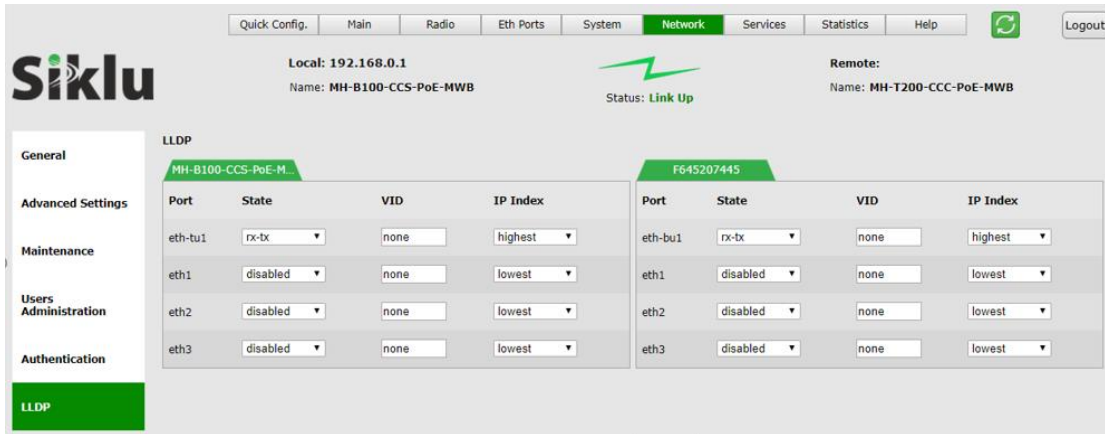 Quick Config. Main Radio Eth Ports System Network Services Statistics Help Logout
Siklu
Local: 192.168.0.1
Name: MH-B100-CCS-PoE-MWB
Status: Link Up
Remote:
Name: MH-T200-CCC-PoE-MWB
General
Advanced Settings
Maintenance
Users
Administration
Authentication
LLDP
LLDP
MH-B100-CCS-PoE-M...
Port State VID IP Index
eth-tu1 rx-tx none highest
eth1 disabled none lowest
eth2 disabled none lowest
eth3 disabled none lowest
F645207445
Port State VID IP Index
eth-bu1 rx-tx none highest
eth1 disabled none lowest
eth2 disabled none lowest
eth3 disabled none lowest